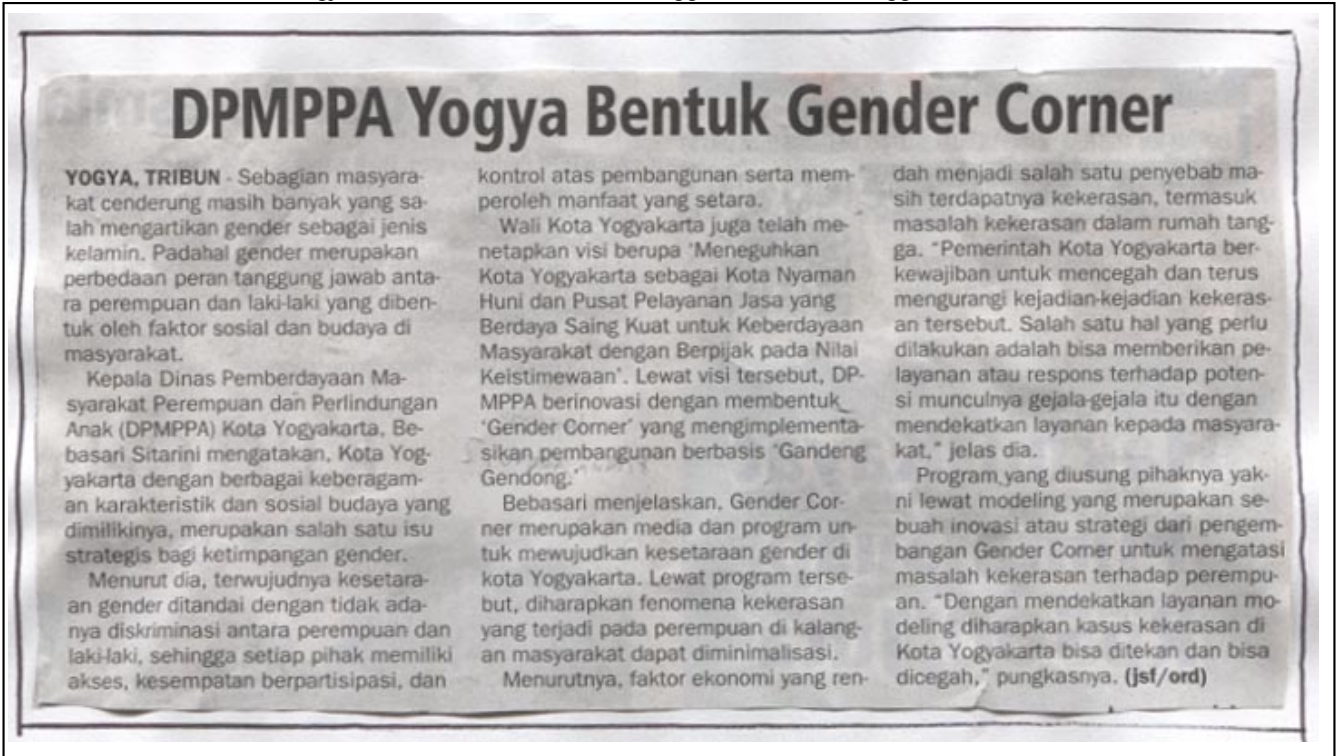 DPMPPA Yogya Bentuk Gender Corner
YOGYA, TRIBUN - Sebagian masyara-
kat cenderung masih banyak yang sa-
lah mengartikan gender sebagai jenis
kelamin. Padahal gender merupakan
perbedaan peran tanggung jawab anta-
ra perempuan dan laki-laki yang diben-
tuk oleh faktor sosial dan budaya di
masyarakat.
Kepala Dinas Pemberdayaan Ma-
syarakat Perempuan dan Perlindungan
Anak (DPMPPA) Kota Yogyakarta, Be-
basari Sitarini mengatakan, Kota Yog-
yakarta dengan berbagai keberagam-
an karakteristik dan sosial budaya yang
dimilikinya, merupakan salah satu isu
strategis bagi ketimpangan gender.
Menurut dia, terwujudnya kesetara-
an gender ditandai dengan tidak ada-
nya diskriminasi antara perempuan dan
laki-laki, sehingga setiap pihak memiliki
akses, kesempatan berpartisipasi, dan
kontrol atas pembangunan serta mem-
peroleh manfaat yang setara.
Wali Kota Yogyakarta juga telah me-
netapkan visi berupa 'Meneguhkan
Kota Yogyakarta sebagai Kota Nyaman
Huni dan Pusat Pelayanan Jasa yang
Berdaya Saing Kuat untuk Keberdayaan
Masyarakat dengan Berpijak pada Nilai
Keistimewaan'. Lewat visi tersebut, DP-
MPPA berinovasi dengan membentuk
'Gender Corner' yang mengimplementa-
sikan pembangunan berbasis 'Gandeng
Gendong.'
Bebasari menjelaskan, Gender Cor-
ner merupakan media dan program un-
tuk mewujudkan kesetaraan gender di
kota Yogyakarta. Lewat program terse-
but, diharapkan fenomena kekerasan
yang terjadi pada perempuan di kalang-
an masyarakat dapat diminimalisasi.
Menurutnya, faktor ekonomi yang ren-
dah menjadi salah satu penyebab ma-
sih terdapatnya kekerasan, termasuk
masalah kekerasan dalam rumah tang-
ga. "Pemerintah Kota Yogyakarta ber-
kewajiban untuk mencegah dan terus
mengurangi kejadian-kejadian kekeras-
an tersebut. Salah satu hal yang perlu
dilakukan adalah bisa memberikan pe-
layanan atau respons terhadap poten-
si munculnya gejala-gejala itu dengan
mendekatkan layanan kepada masyara-
kat," jelas dia.
Program yang diusung pihaknya yak-
ni lewat modeling yang merupakan se-
buah inovasi atau strategi dari pengem-
bangan Gender Corner untuk mengatasi
masalah kekerasan terhadap perempu-
an. "Dengan mendekatkan layanan mo-
deling diharapkan kasus kekerasan di
Kota Yogyakarta bisa ditekan dan bisa
dicegah," pungkasnya. (jsf/ord)